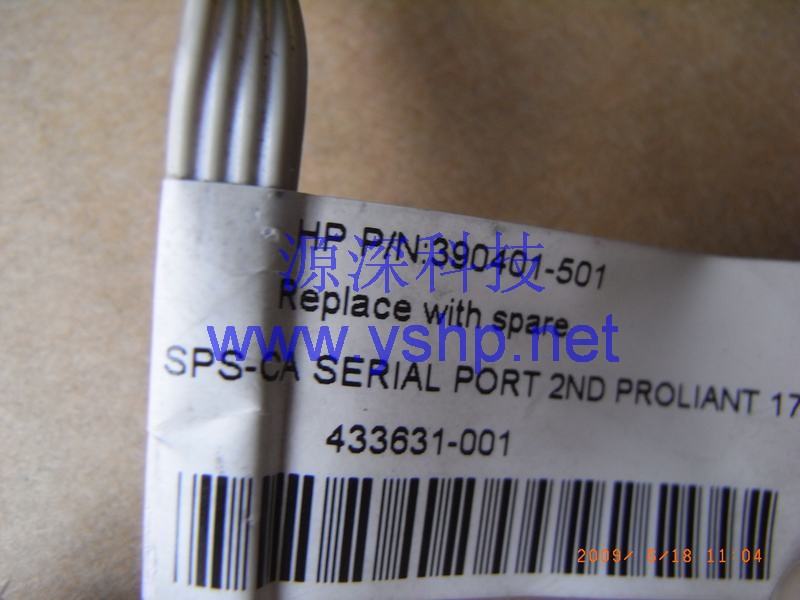 HP P/N:390401-501
源深科技
Replace with spare
www.yshp.net
SPS-CA SERIAL PORT 2ND PROLIANT 17
433631-001
2009/ 6/18 11:04